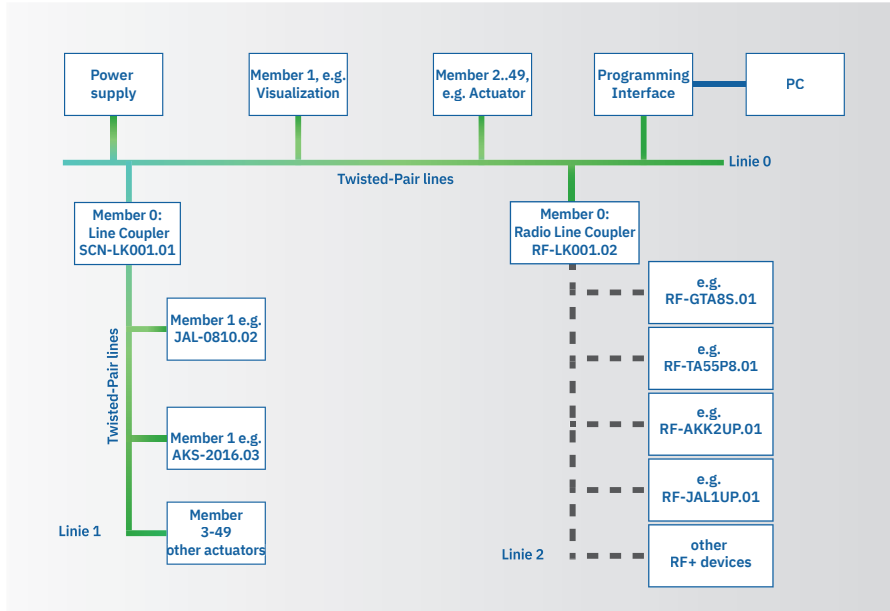 Power
supply
Member 1, e.g.
Visualization
Member 2..49,
e.g. Actuator
Programming
Interface
PC
Linie 0
Twisted-Pair lines
Member 0:
Line Coupler
SCN-LK001.01
Member 0:
Radio Line Coupler
RF-LK001.02
Twisted-Pair lines
Member 1 e.g.
JAL-0810.02
Member 1 e.g.
AKS-2016.03
Member
3-49
other actuators
Linie 1
e.g.
RF-GTA8S.01
e.g.
RF-TA55P8.01
e.g.
RF-AKK2UP.01
e.g.
RF-JAL1UP.01
other
RF+ devices
Linie 2